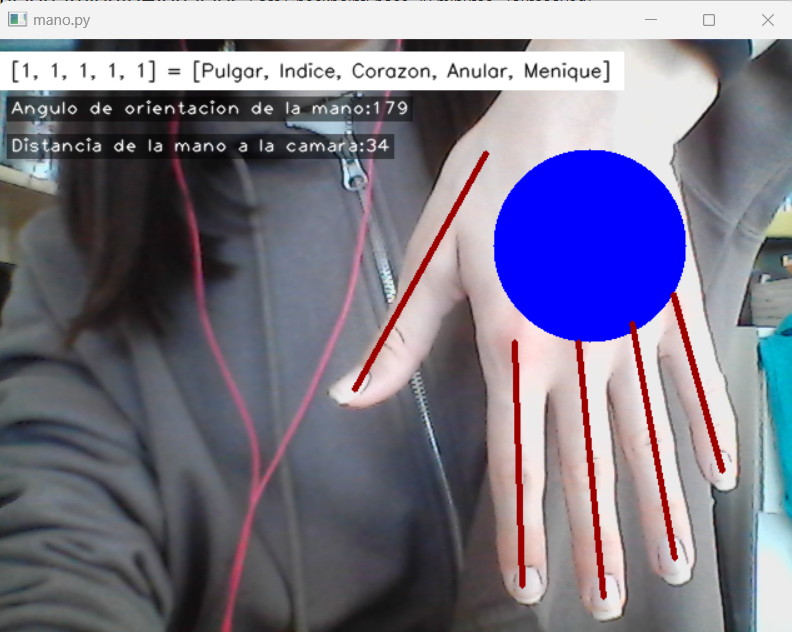 mano.py
[1, 1, 1, 1, 1] = [Pulgar, Indice, Corazon, Anular, Menique]
Angulo de orientacion de la mano:179
Distancia de la mano a la camara:34